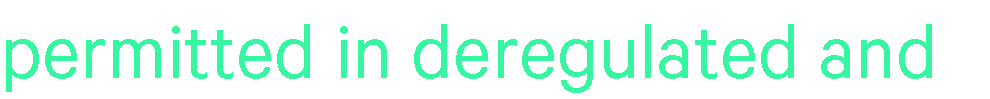 permitted in deregulated and